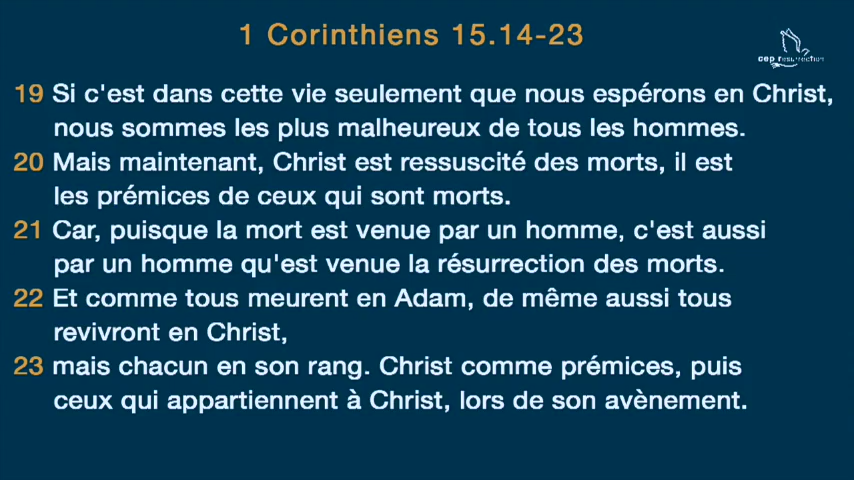 1 Corinthiens 15.14-23
cep résurrection
19 Si c'est dans cette vie seulement que nous espérons en Christ,
nous sommes les plus malheureux de tous les hommes.
20 Mais maintenant, Christ est ressuscité des morts, il est
les prémices de ceux qui sont morts.
21 Car, puisque la mort est venue par un homme, c'est aussi
par un homme qu'est venue la résurrection des morts.
22 Et comme tous meurent en Adam, de même aussi tous
revivront en Christ,
23 mais chacun en son rang. Christ comme prémices, puis
ceux qui appartiennent à Christ, lors de son avènement.